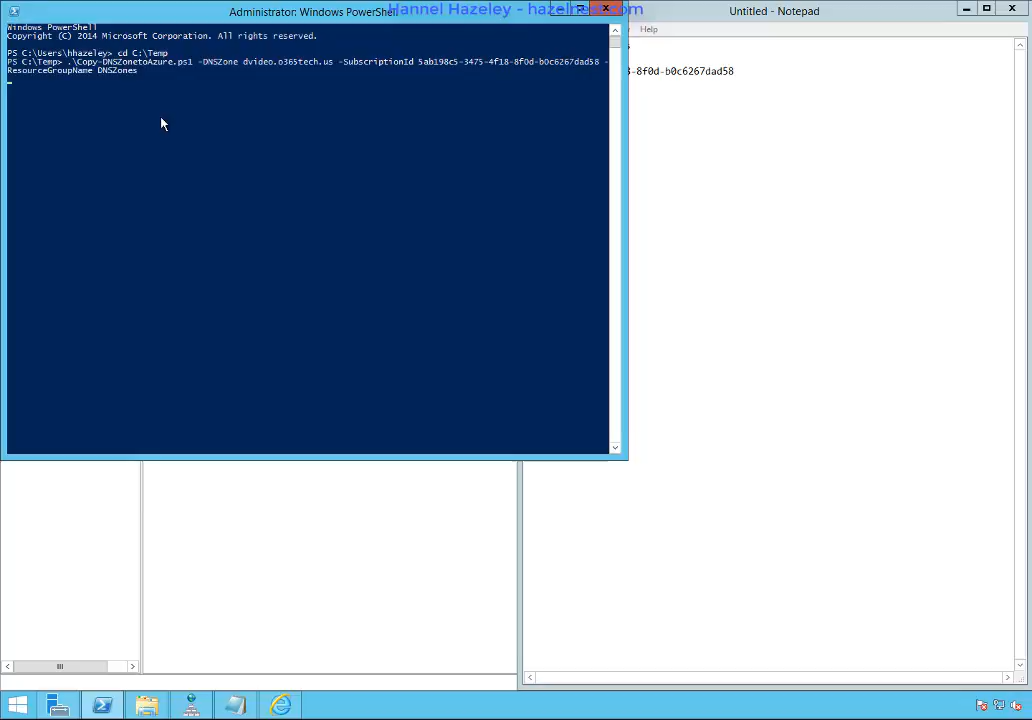 Administrator: Windows PowerShell
Hannel Hazeley - hazelnest.com
Untitled - Notepad
Windows PowerShell
Copyright (C) 2014 Microsoft Corporation. All rights reserved.
Help
PS C:\Users\hhazeley> cd C:\Temp
PS C:\Temp> .\Copy-DNSZonetoAzure.ps1 -DNSZone dvideo.o365tech.us -SubscriptionId 5ab198c5-3475-4f18-8f0d-b0c6267dad58 -
ResourceGroupName DNSZones
-8f0d-b0c6267dad58